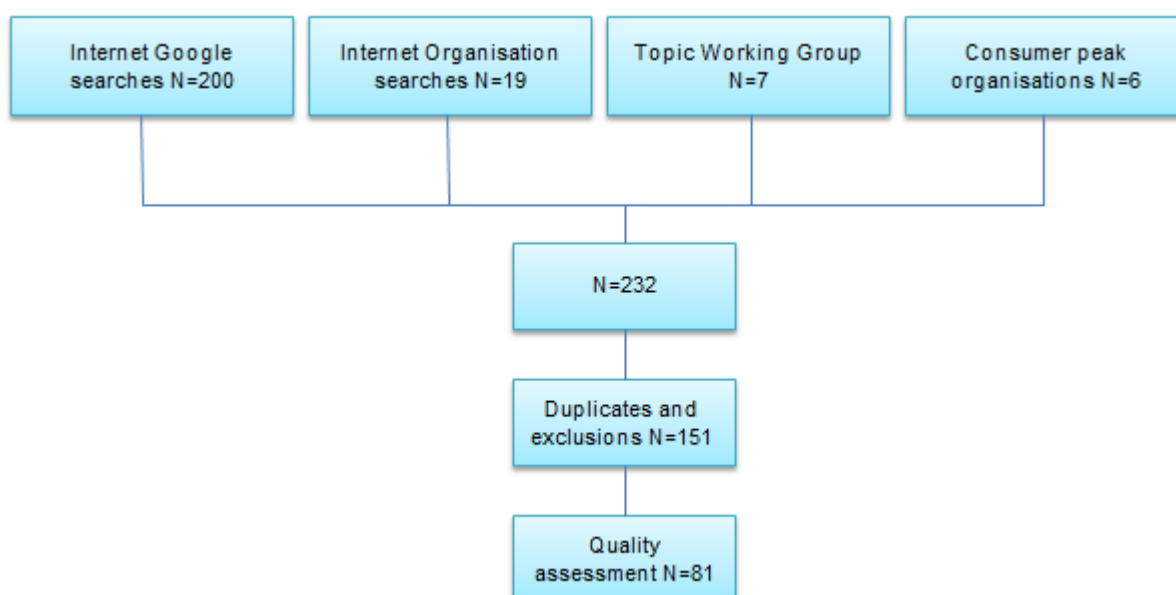 Internet Google
searches N=200
Internet Organisation
searches N=19
Topic Working Group
N=7
Consumer peak
organisations N=6
N=232
Duplicates and
exclusions N=151
Quality
assessment N=81